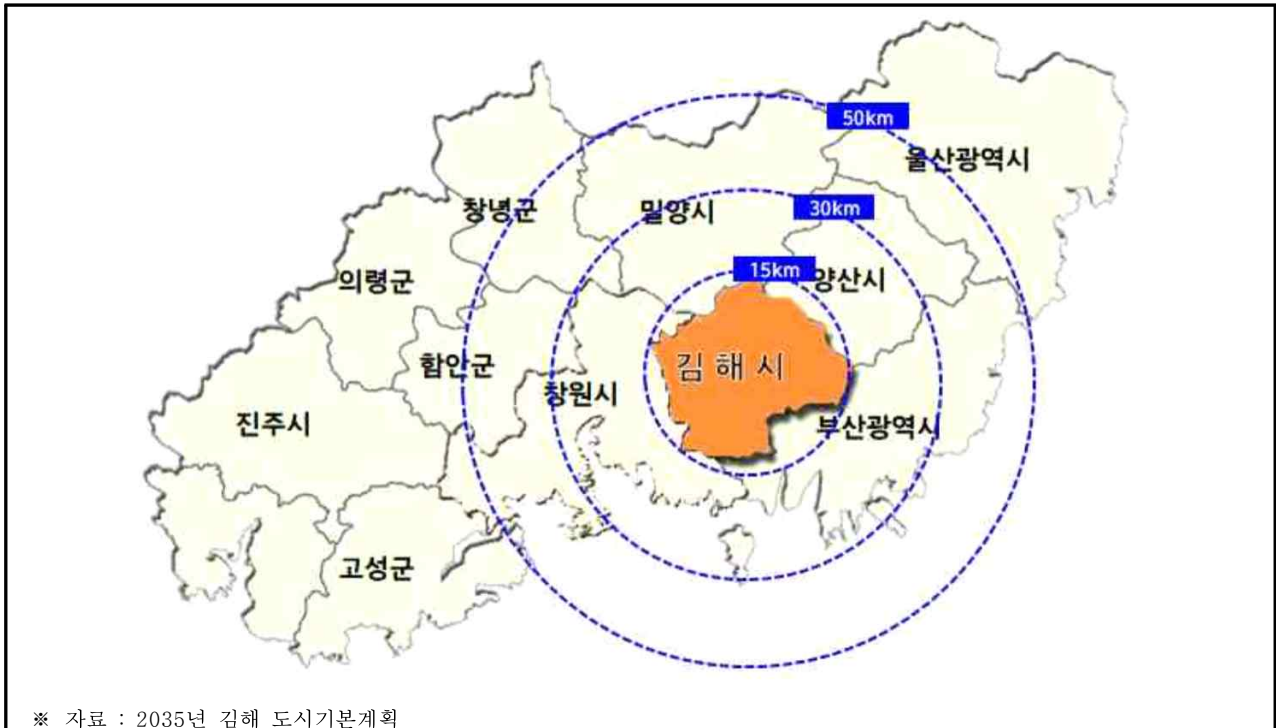 50km
울산광역시
창녕군
밀양시
30km
의령군
15km
양산시
함안군
김해시
창원시
진주시
부산광역시
고성군
※ 자료 : 2035년 김해 도시기본계획